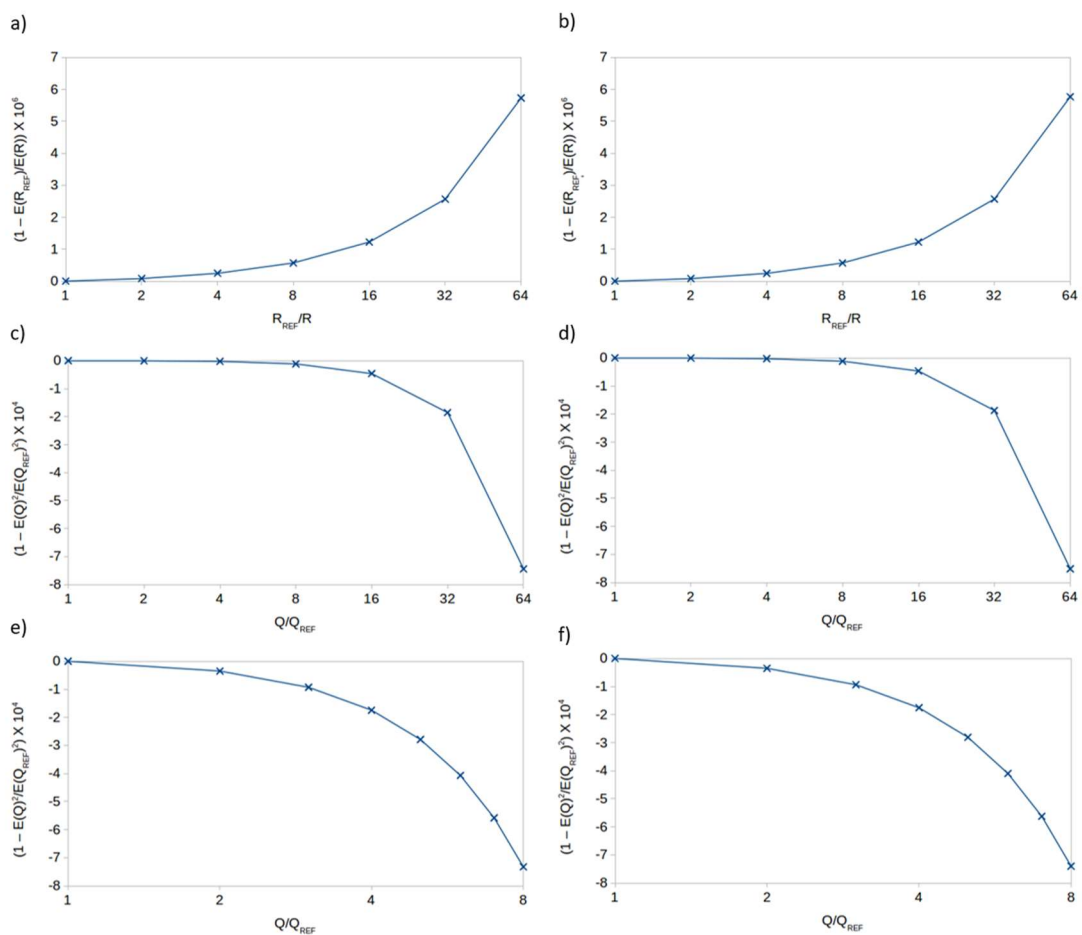 a)
7
6
5
4
3
2
1
0
(1 – E(R_REF)/E(R)) X 10^6
1 2 4 8 16 32 64
R_REF/R
b)
7
6
5
4
3
2
1
0
(1 – E(R_REF)/E(R)) X 10^6
1 2 4 8 16 32 64
R_REF/R
c)
0
-1
-2
-3
-4
-5
-6
-7
-8
(1 – E(Q)²/E(Q_REF)²) X 10^4
1 2 4 8 16 32 64
Q/Q_REF
d)
0
-1
-2
-3
-4
-5
-6
-7
-8
(1 – E(Q)²/E(Q_REF)²) X 10^4
1 2 4 8 16 32 64
Q/Q_REF
e)
0
-1
-2
-3
-4
-5
-6
-7
-8
(1 – E(Q)²/E(Q_REF)²) X 10^4
1 2 4 8
Q/Q_REF
f)
0
-1
-2
-3
-4
-5
-6
-7
-8
(1 – E(Q)²/E(Q_REF)²) X 10^4
1 2 4 8
Q/Q_REF